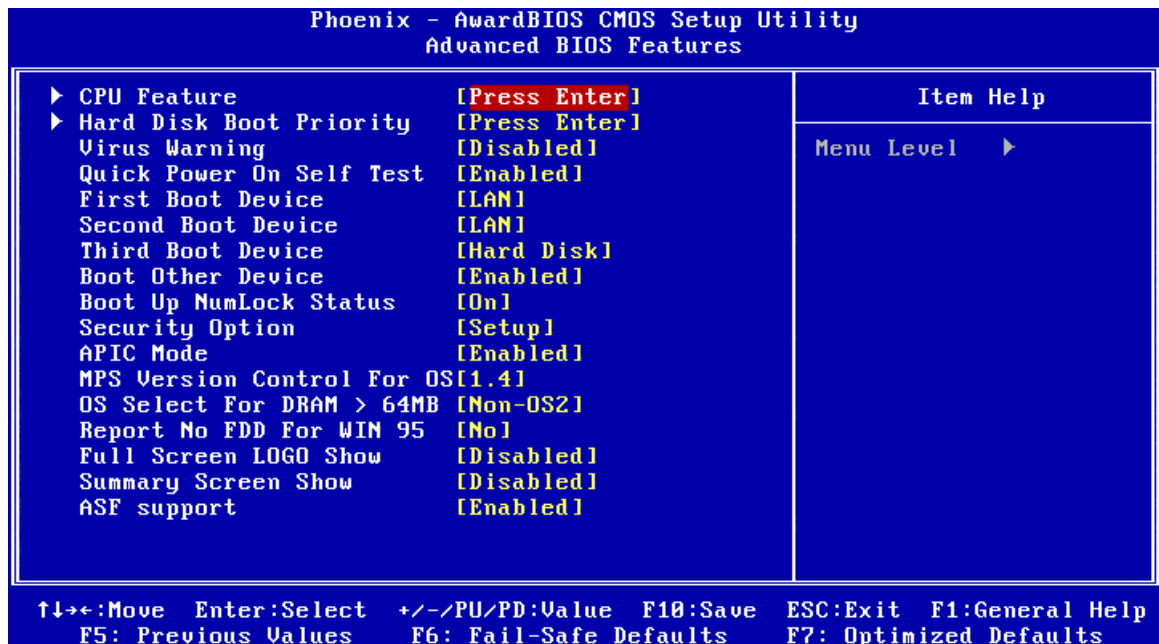 Phoenix - AwardBIOS CMOS Setup Utility
Advanced BIOS Features
CPU Feature [Press Enter]
Hard Disk Boot Priority [Press Enter]
Virus Warning [Disabled]
Quick Power On Self Test [Enabled]
First Boot Device [LAN]
Second Boot Device [LAN]
Third Boot Device [Hard Disk]
Boot Other Device [Enabled]
Boot Up NumLock Status [On]
Security Option [Setup]
APIC Mode [Enabled]
MPS Version Control For OS[1.4]
OS Select For DRAM > 64MB [Non-OS2]
Report No FDD For WIN 95 [No]
Full Screen LOGO Show [Disabled]
Summary Screen Show [Disabled]
ASF support [Enabled]
Item Help
Menu Level
↑↓→←:Move Enter:Select +/-/PU/PD:Value F10:Save ESC:Exit F1:General Help
F5: Previous Values F6: Fail-Safe Defaults F7: Optimized Defaults